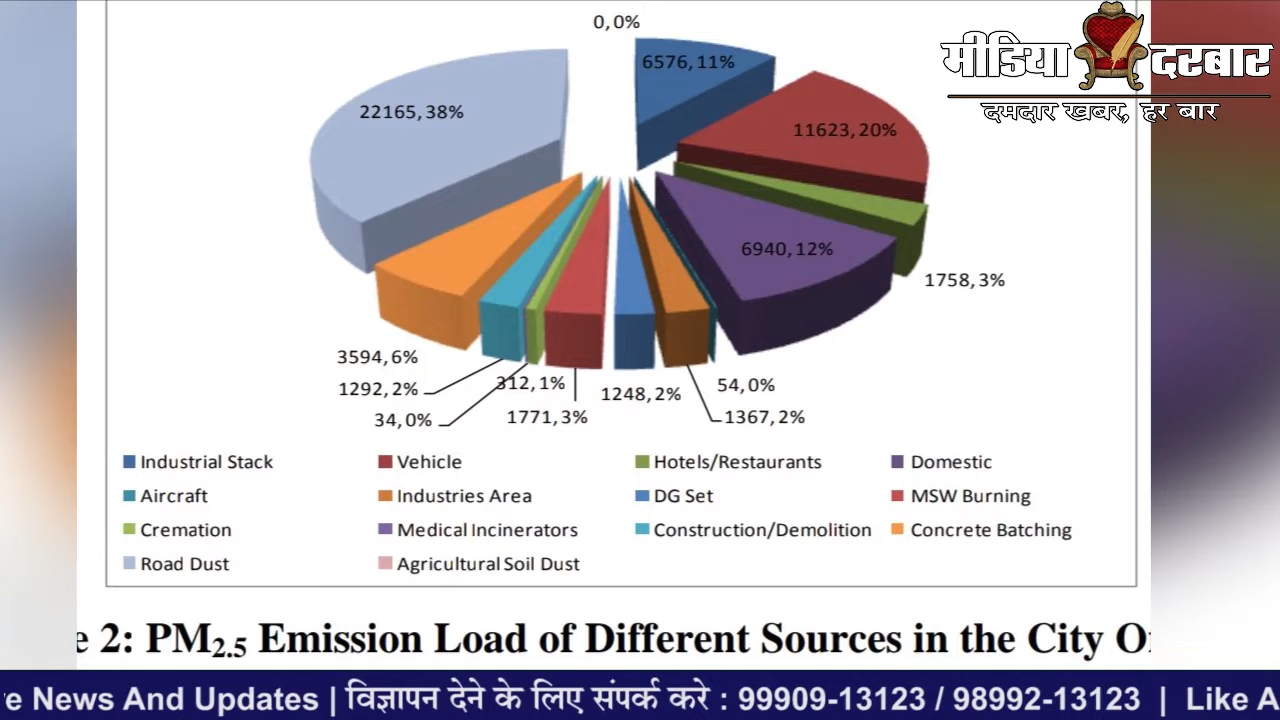 0, 0%
मीडिया दरबार
दमदार खबर, हर बार
6576, 11%
22165, 38%
11623, 20%
6940, 12%
1758, 3%
3594, 6%
1292, 2%
312, 1%
34, 0%
1771, 3%
1248, 2%
54, 0%
1367, 2%
Industrial Stack Vehicle Hotels/Restaurants Domestic
Aircraft Industries Area DG Set MSW Burning
Cremation Medical Incinerators Construction/Demolition Concrete Batching
Road Dust Agricultural Soil Dust
e 2: PM2.5 Emission Load of Different Sources in the City O
e News And Updates | विज्ञापन देने के लिए संपर्क करे : 99909-13123 / 98992-13123 | Like A